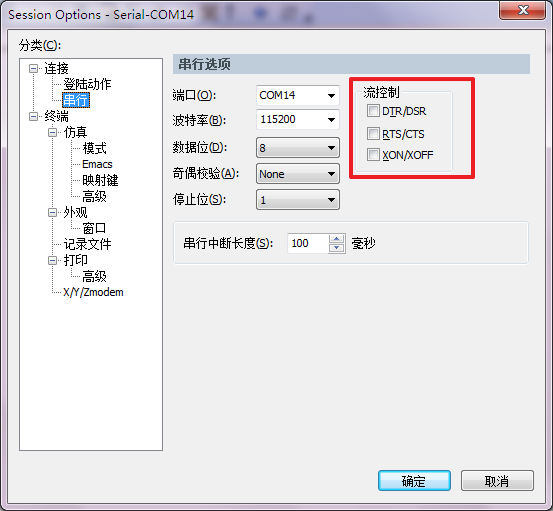 Session Options - Serial-COM14
分类(C):
连接
登陆动作
串行
终端
仿真
模式
Emacs
映射键
高级
外观
窗口
记录文件
打印
高级
X/Y/Zmodem
串行选项
端口(O): COM14
波特率(B): 115200
数据位(D): 8
奇偶校验(A): None
停止位(S): 1
流控制
DTR/DSR
RTS/CTS
XON/XOFF
串行中断长度(S): 100 毫秒
确定 取消